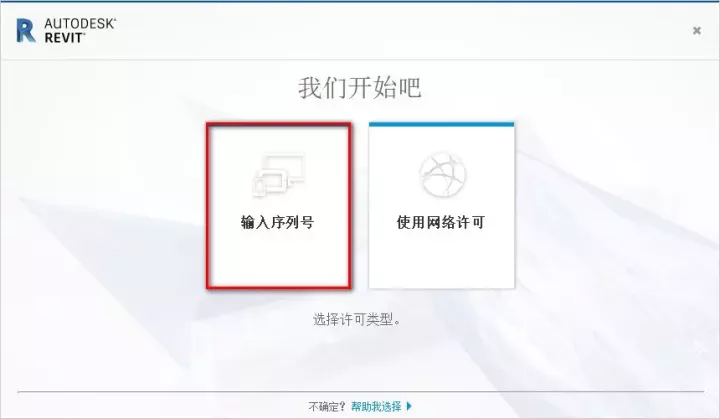 AUTODESK®
REVIT®
我们开始吧
输入序列号
使用网络许可
选择许可类型。
不确定？ 帮助我选择